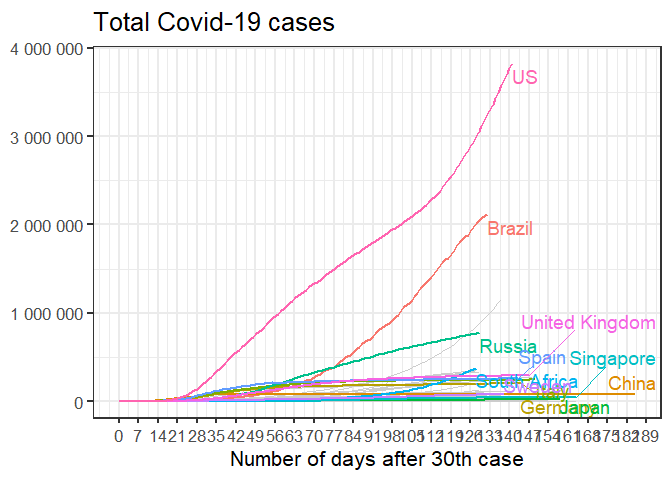 Total Covid-19 cases
4 000 000
3 000 000
2 000 000
1 000 000
0
US
Brazil
United Kingdom
Russia
Spain
Singapore
South Africa
China
Sweden
Italy
Germany
Japan
0 7 14 21 28 35 42 49 56 63 70 77 84 91 98 105 112 119 126 133 140 147 154 161 168 175 182 189
Number of days after 30th case